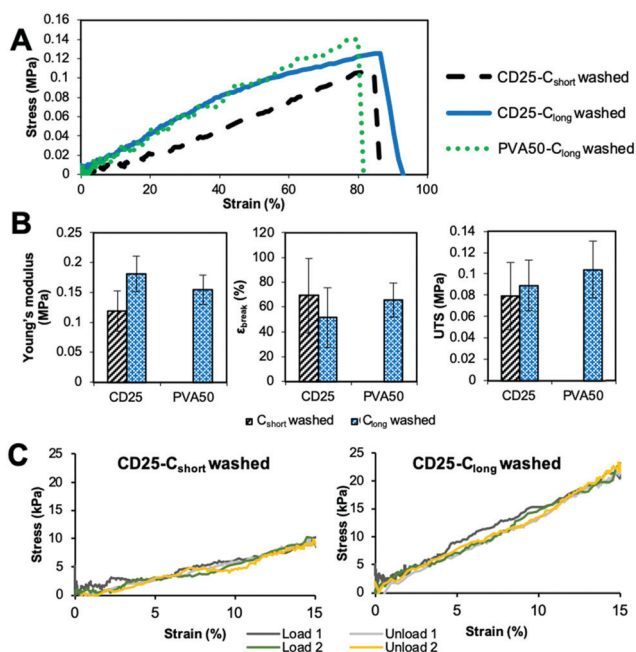 A
Stress (MPa)
0.16
0.14
0.12
0.1
0.08
0.06
0.04
0.02
0
0 20 40 60 80 100
Strain (%)
CD25-Cshort washed
CD25-Clong washed
PVA50-Clong washed
B
Young's modulus
(MPa)
0.25
0.2
0.15
0.1
0.05
0
CD25 PVA50
εbreak
(%)
120
100
80
60
40
20
0
CD25 PVA50
UTS (MPa)
0.14
0.12
0.1
0.08
0.06
0.04
0.02
0
CD25 PVA50
Cshort washed Clong washed
C
CD25-Cshort washed
Stress (kPa)
25
20
15
10
5
0
0 5 10 15
Strain (%)
CD25-Clong washed
Stress (kPa)
25
20
15
10
5
0
0 5 10 15
Strain (%)
Load 1 Unload 1
Load 2 Unload 2